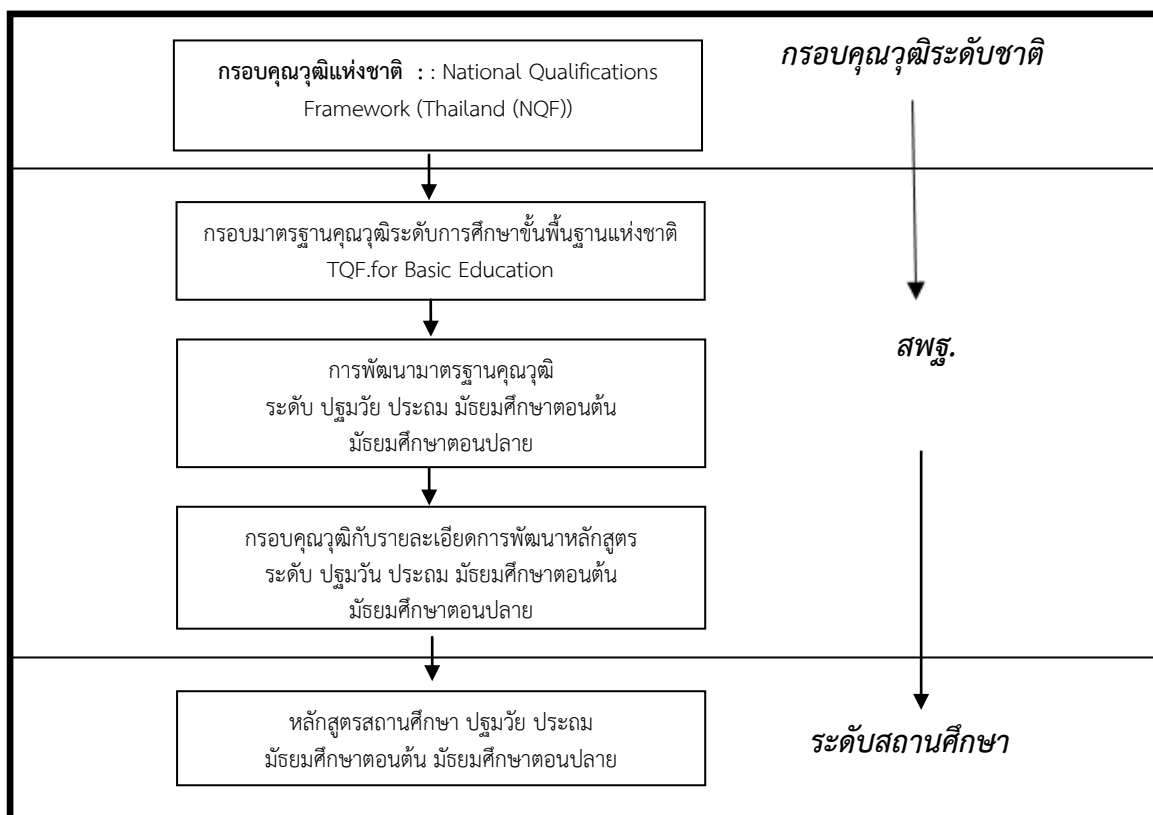 กรอบคุณวุฒิระดับชาติ
กรอบคุณวุฒิแห่งชาติ : : National Qualifications
Framework (Thailand (NQF))
กรอบมาตรฐานคุณวุฒิระดับการศึกษาขั้นพื้นฐานแห่งชาติ
TQF.for Basic Education
สพฐ.
การพัฒนามาตรฐานคุณวุฒิ
ระดับ ปฐมวัย ประถม มัธยมศึกษาตอนต้น
มัธยมศึกษาตอนปลาย
กรอบคุณวุฒิกับรายละเอียดการพัฒนาหลักสูตร
ระดับ ปฐมวัน ประถม มัธยมศึกษาตอนต้น
มัธยมศึกษาตอนปลาย
หลักสูตรสถานศึกษา ปฐมวัย ประถม
มัธยมศึกษาตอนต้น มัธยมศึกษาตอนปลาย
ระดับสถานศึกษา